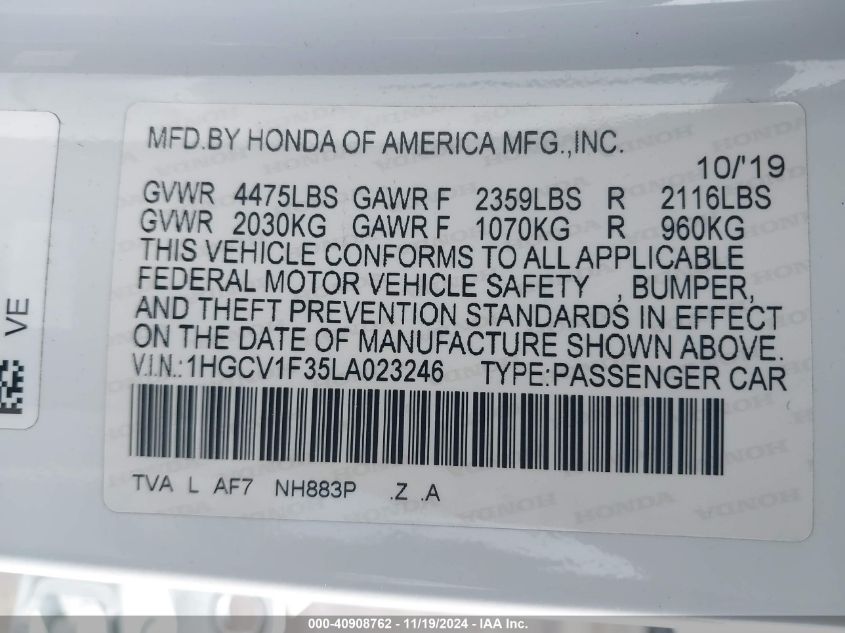 MFD.BY HONDA OF AMERICA MFG.,INC.
10/'19
GVWR 4475LBS GAWR F 2359LBS R 2116LBS
GVWR 2030KG GAWR F 1070KG R 960KG
THIS VEHICLE CONFORMS TO ALL APPLICABLE
FEDERAL MOTOR VEHICLE SAFETY , BUMPER,
AND THEFT PREVENTION STANDARDS IN EFFECT
ON THE DATE OF MANUFACTURE SHOWN ABOVE.
V.I.N.:1HGCV1F35LA023246 TYPE:PASSENGER CAR
TVA L AF7 NH883P .Z .A
VE
000-40908762 - 11/19/2024 - IAA Inc.